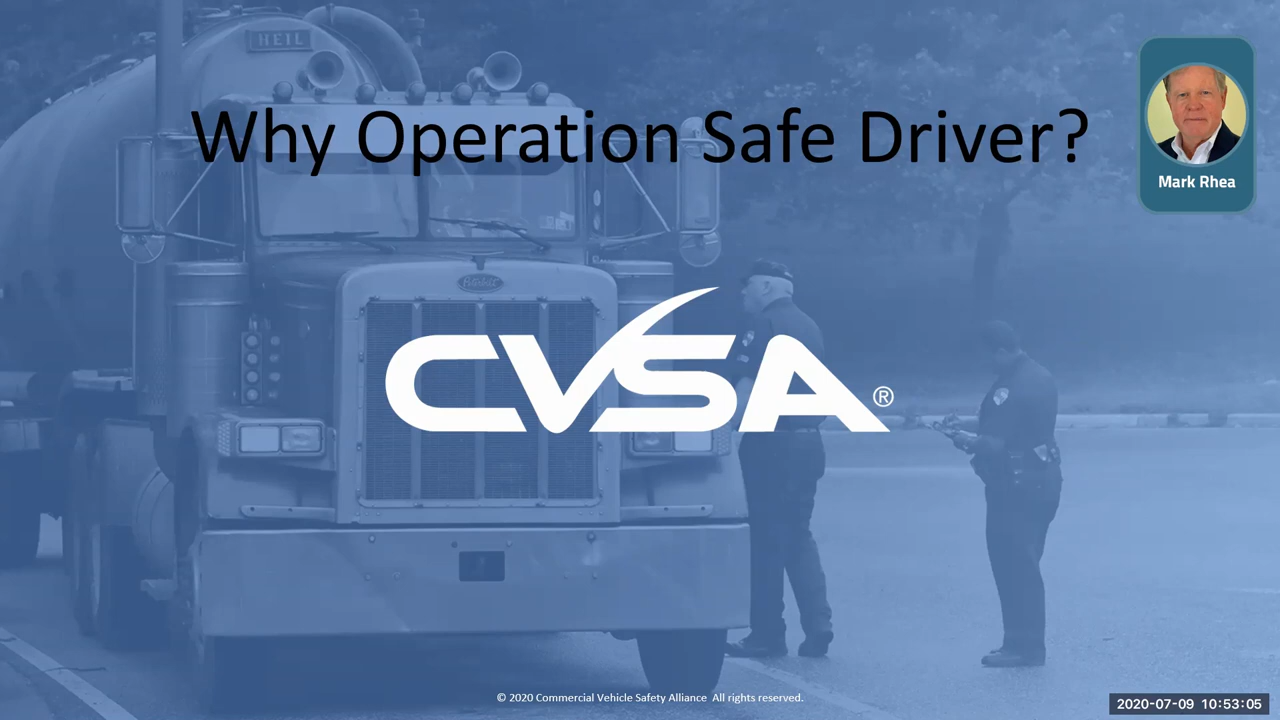 HEIL
Why Operation Safe Driver?
Mark Rhea
Peterbilt
CVSA®
© 2020 Commercial Vehicle Safety Alliance All rights reserved.
2020-07-09 10:53:05